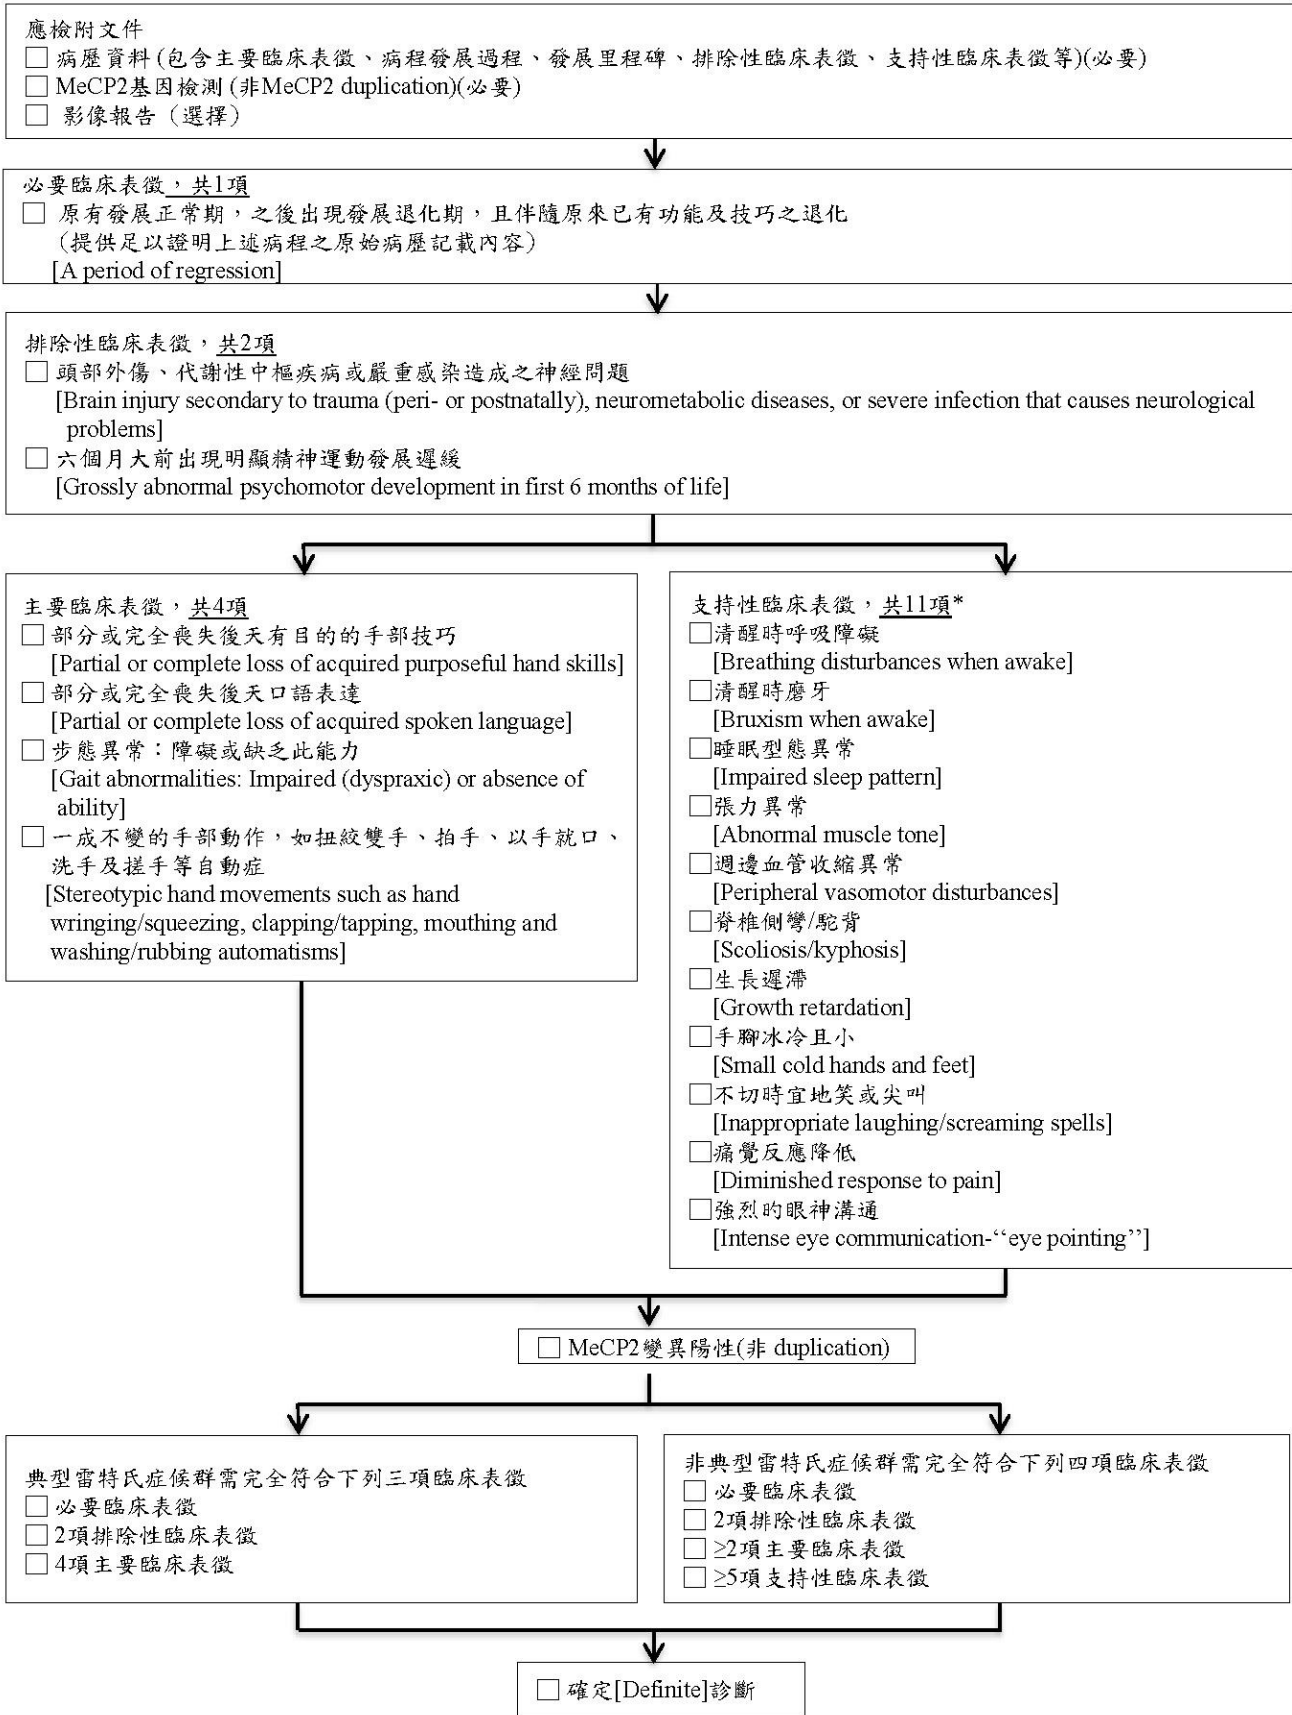 應檢附文件
□ 病歷資料(包含主要臨床表徵、病程發展過程、發展里程碑、排除性臨床表徵、支持性臨床表徵等)(必要)
□ MeCP2基因檢測(非MeCP2 duplication)(必要)
□ 影像報告（選擇）
必要臨床表徵，共1項
□ 原有發展正常期，之後出現發展退化期，且伴隨原來已有功能及技巧之退化
（提供足以證明上述病程之原始病歷記載內容）
[A period of regression]
排除性臨床表徵，共2項
□ 頭部外傷、代謝性中樞疾病或嚴重感染造成之神經問題
[Brain injury secondary to trauma (peri- or postnatally), neurometabolic diseases, or severe infection that causes neurological
problems]
□ 六個月大前出現明顯精神運動發展遲緩
[Grossly abnormal psychomotor development in first 6 months of life]
主要臨床表徵，共4項
□ 部分或完全喪失後天有目的的手部技巧
[Partial or complete loss of acquired purposeful hand skills]
□ 部分或完全喪失後天口語表達
[Partial or complete loss of acquired spoken language]
□ 步態異常：障礙或缺乏此能力
[Gait abnormalities: Impaired (dyspraxic) or absence of
ability]
□ 一成不變的手部動作，如扭絞雙手、拍手、以手就口、
洗手及搓手等自動症
[Stereotypic hand movements such as hand
wringing/squeezing, clapping/tapping, mouthing and
washing/rubbing automatisms]
支持性臨床表徵，共11項*
□清醒時呼吸障礙
[Breathing disturbances when awake]
□清醒時磨牙
[Bruxism when awake]
□睡眠型態異常
[Impaired sleep pattern]
□張力異常
[Abnormal muscle tone]
□週邊血管收縮異常
[Peripheral vasomotor disturbances]
□脊椎側彎/駝背
[Scoliosis/kyphosis]
□生長遲滯
[Growth retardation]
□手腳冰冷且小
[Small cold hands and feet]
□不切時宜地笑或尖叫
[Inappropriate laughing/screaming spells]
□痛覺反應降低
[Diminished response to pain]
□強烈的眼神溝通
[Intense eye communication-‘‘eye pointing’’]
□ MeCP2變異陽性(非 duplication)
典型雷特氏症候群需完全符合下列三項臨床表徵
□ 必要臨床表徵
□ 2項排除性臨床表徵
□ 4項主要臨床表徵
非典型雷特氏症候群需完全符合下列四項臨床表徵
□ 必要臨床表徵
□ 2項排除性臨床表徵
□ ≥2項主要臨床表徵
□ ≥5項支持性臨床表徵
□ 確定[Definite]診斷